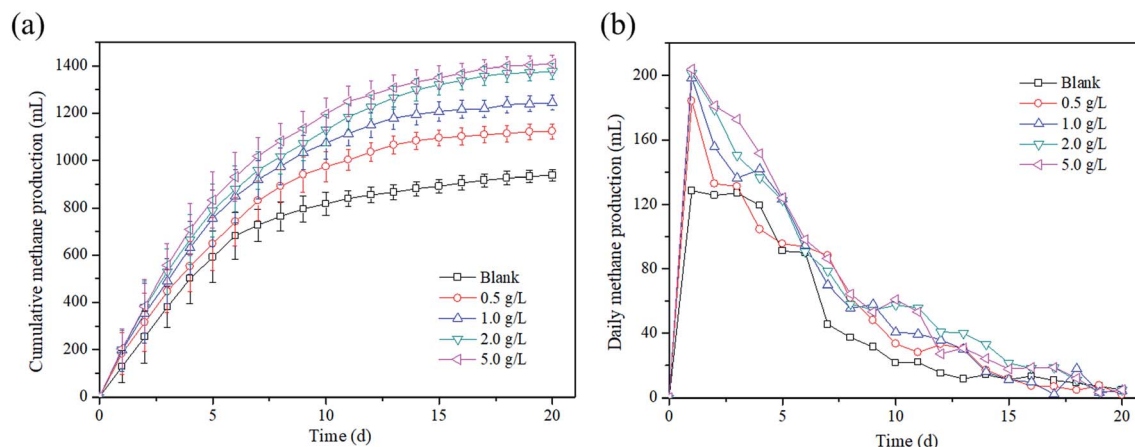 (a)
Cumulative methane production (mL)
1400
1200
1000
800
600
400
200
0
0
5
10
15
20
Time (d)
Blank
0.5 g/L
1.0 g/L
2.0 g/L
5.0 g/L
(b)
Daily methane production (mL)
200
160
120
80
40
0
0
5
10
15
20
Time (d)
Blank
0.5 g/L
1.0 g/L
2.0 g/L
5.0 g/L